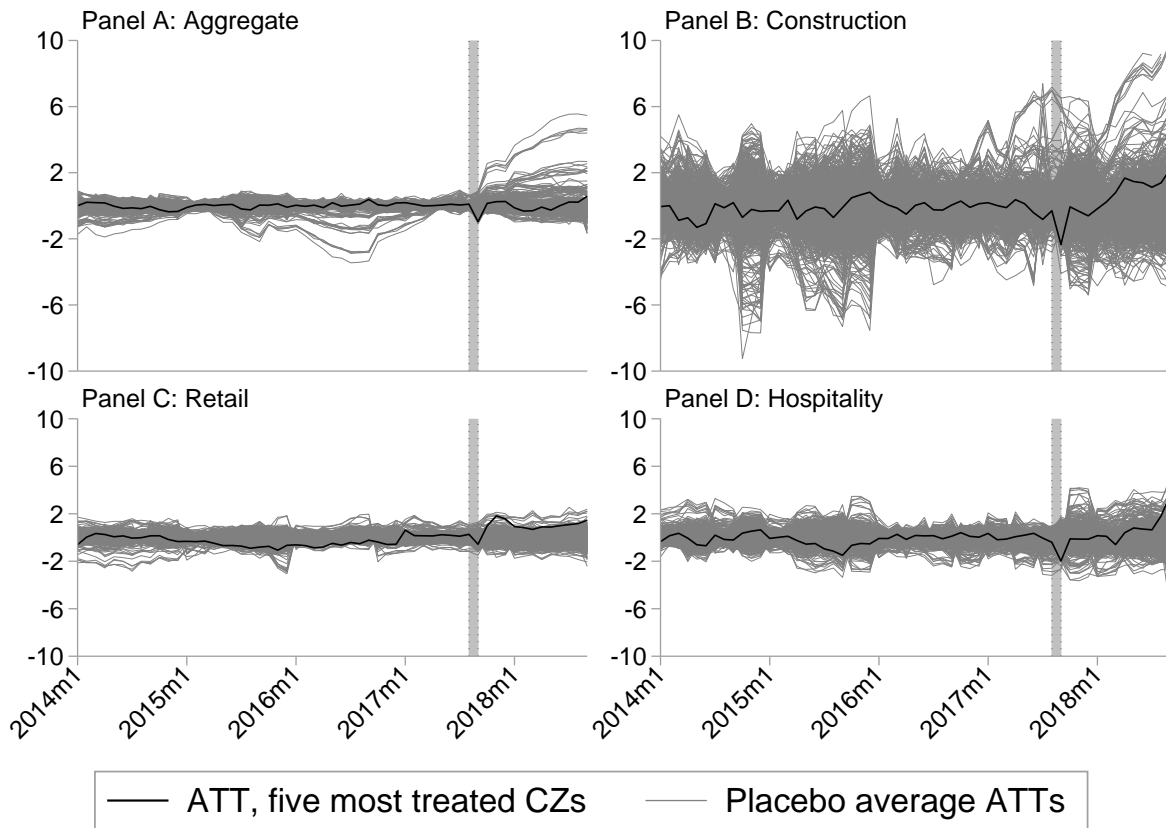 Panel A: Aggregate
10
6
2
-2
-6
-10
Panel B: Construction
10
6
2
-2
-6
-10
Panel C: Retail
10
6
2
-2
-6
-10
2014m1
2015m1
2016m1
2017m1
2018m1
Panel D: Hospitality
10
6
2
-2
-6
-10
2014m1
2015m1
2016m1
2017m1
2018m1
ATT, five most treated CZs
Placebo average ATTs